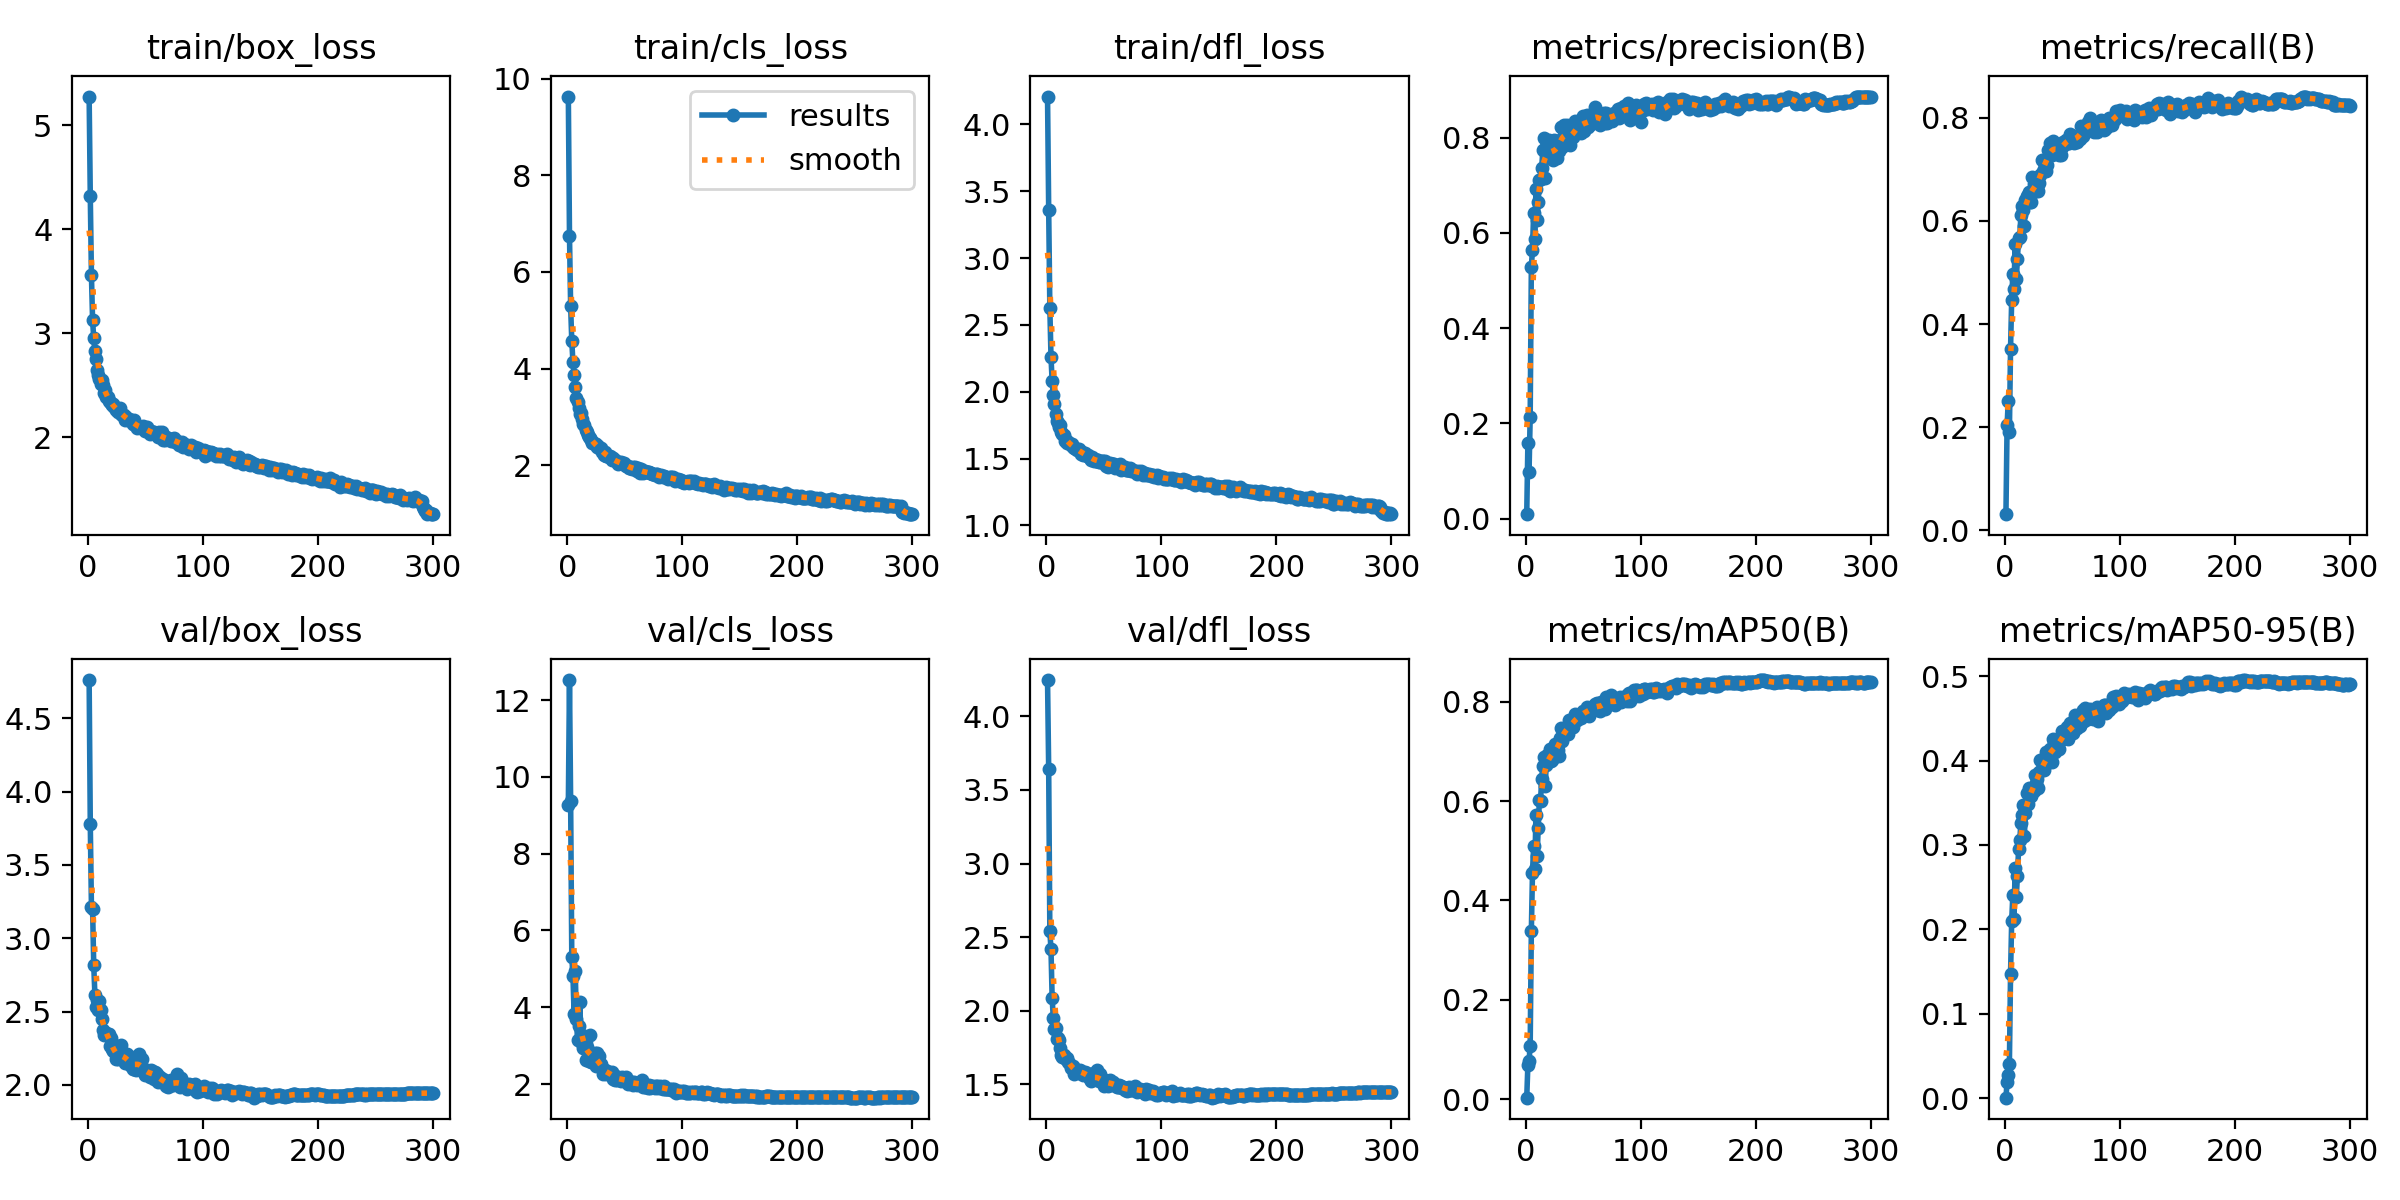 train/box_loss
5
4
3
2
0 100 200 300
train/cls_loss
results
smooth
10
8
6
4
2
0 100 200 300
train/dfl_loss
4.0
3.5
3.0
2.5
2.0
1.5
1.0
0 100 200 300
metrics/precision(B)
0.8
0.6
0.4
0.2
0.0
0 100 200 300
metrics/recall(B)
0.8
0.6
0.4
0.2
0.0
0 100 200 300
val/box_loss
4.5
4.0
3.5
3.0
2.5
2.0
0 100 200 300
val/cls_loss
12
10
8
6
4
2
0 100 200 300
val/dfl_loss
4.0
3.5
3.0
2.5
2.0
1.5
0 100 200 300
metrics/mAP50(B)
0.8
0.6
0.4
0.2
0.0
0 100 200 300
metrics/mAP50-95(B)
0.5
0.4
0.3
0.2
0.1
0.0
0 100 200 300